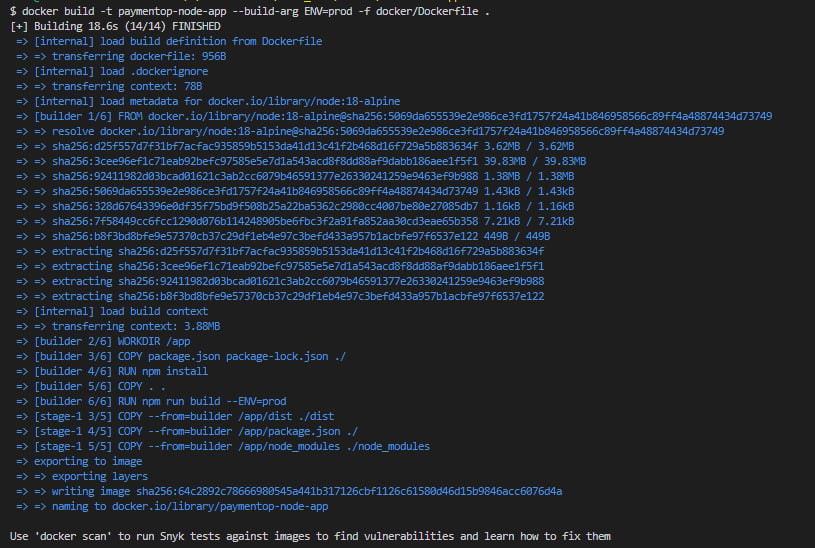 $ docker build -t paymentop-node-app --build-arg ENV=prod -f docker/Dockerfile .
[+] Building 18.6s (14/14) FINISHED
=> [internal] load build definition from Dockerfile
=> => transferring dockerfile: 956B
=> [internal] load .dockerignore
=> => transferring context: 78B
=> [internal] load metadata for docker.io/library/node:18-alpine
=> [builder 1/6] FROM docker.io/library/node:18-alpine@sha256:5069da655539e2e986ce3fd1757f24a41b846958566c89ff4a48874434d73749
=> => resolve docker.io/library/node:18-alpine@sha256:5069da655539e2e986ce3fd1757f24a41b846958566c89ff4a48874434d73749
=> => sha256:d25f557d7f31bf7acfac935859b5153da41d13c41f2b468d16f729a5b883634f 3.62MB / 3.62MB
=> => sha256:3cee96ef1c71eab92befc97585e5e7d1a543acd8f8dd88af9dabb186aee1f5f1 39.83MB / 39.83MB
=> => sha256:92411982d03bcad01621c3ab2cc6079b46591377e26330241259e9463ef9b988 1.38MB / 1.38MB
=> => sha256:5069da655539e2e986ce3fd1757f24a41b846958566c89ff4a48874434d73749 1.43kB / 1.43kB
=> => sha256:328d67643396e0df35f75bd9f508b25a22ba5362c2980cc4007be80e27085db7 1.16kB / 1.16kB
=> => sha256:7f58449cc6fcc1290d076b114248905be6fbc3f2a91fa852aa30cd3eae65b358 7.21kB / 7.21kB
=> => sha256:b8f3bd8bfe9e57370cb37c29df1eb4e97c3befd433a957b1acbfe97f6537e122 449B / 449B
=> => extracting sha256:d25f557d7f31bf7acfac935859b5153da41d13c41f2b468d16f729a5b883634f
=> => extracting sha256:3cee96ef1c71eab92befc97585e5e7d1a543acd8f8dd88af9dabb186aee1f5f1
=> => extracting sha256:92411982d03bcad01621c3ab2cc6079b46591377e26330241259e9463ef9b988
=> => extracting sha256:b8f3bd8bfe9e57370cb37c29df1eb4e97c3befd433a957b1acbfe97f6537e122
=> [internal] load build context
=> => transferring context: 3.88MB
=> [builder 2/6] WORKDIR /app
=> [builder 3/6] COPY package.json package-lock.json ./
=> [builder 4/6] RUN npm install
=> [builder 5/6] COPY . .
=> [builder 6/6] RUN npm run build --ENV=prod
=> [stage-1 3/5] COPY --from=builder /app/dist ./dist
=> [stage-1 4/5] COPY --from=builder /app/package.json ./
=> [stage-1 5/5] COPY --from=builder /app/node_modules ./node_modules
=> exporting to image
=> => exporting layers
=> => writing image sha256:64c2892c78666980545a441b317126cbf1126c61580d46d15b9846acc6076d4a
=> => naming to docker.io/library/paymentop-node-app
Use 'docker scan' to run Snyk tests against images to find vulnerabilities and learn how to fix them